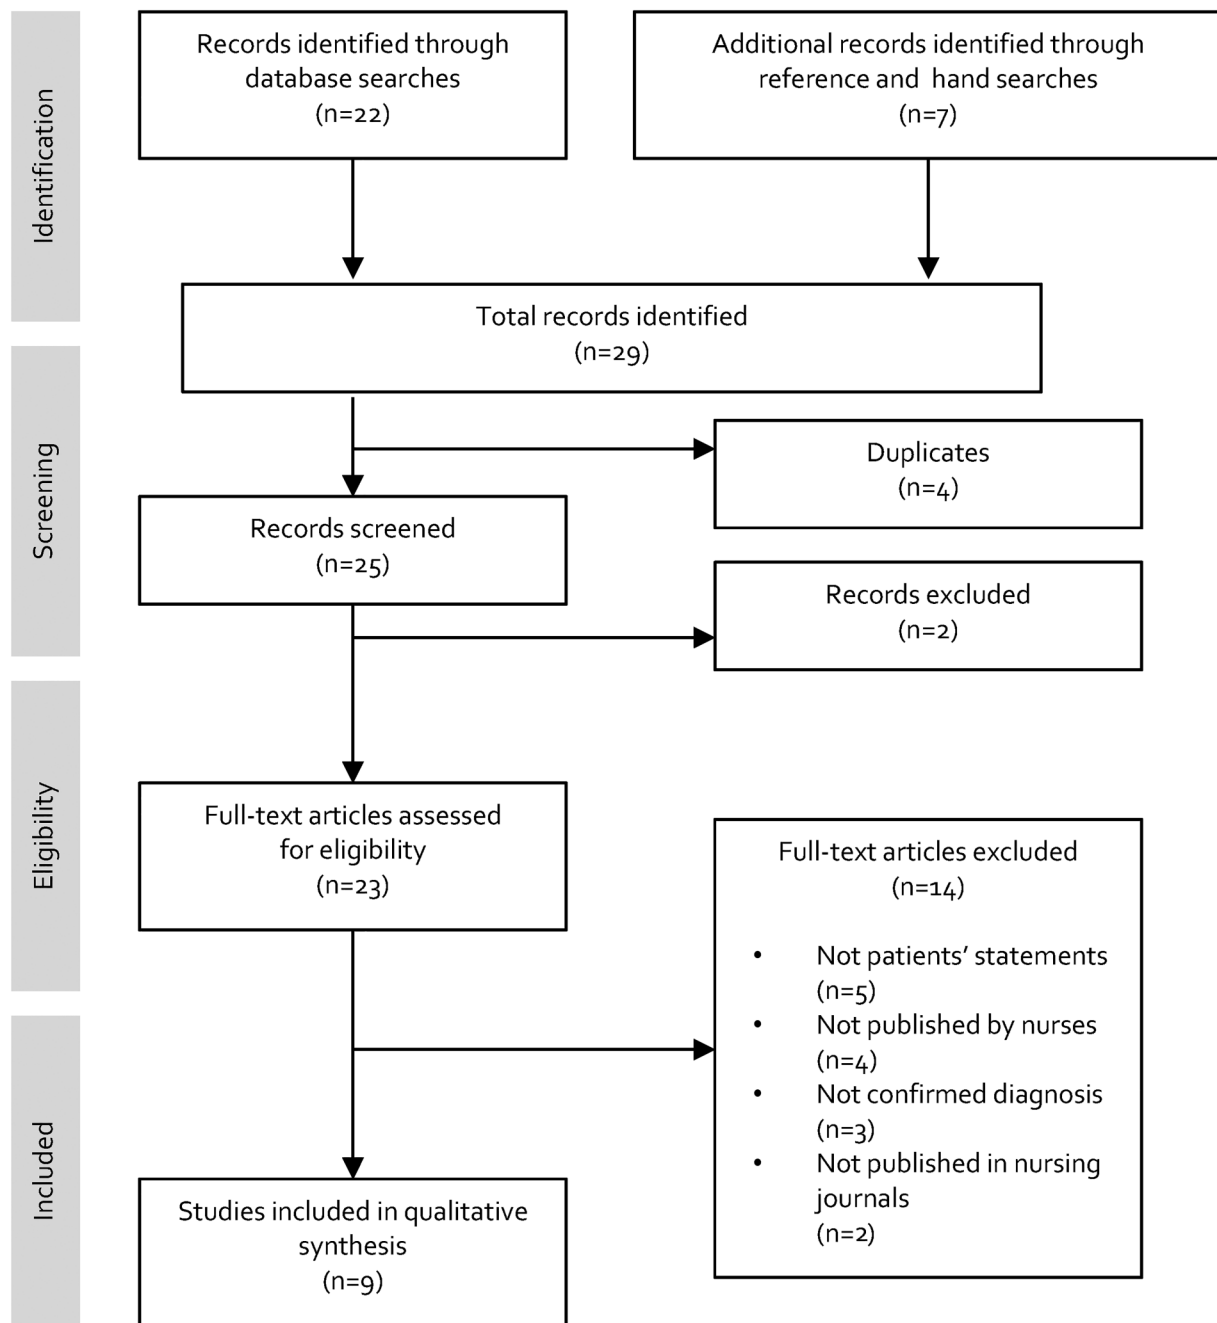 Identification
Records identified through
database searches
(n=22)
Additional records identified through
reference and hand searches
(n=7)
Total records identified
(n=29)
Screening
Duplicates
(n=4)
Records screened
(n=25)
Records excluded
(n=2)
Eligibility
Full-text articles assessed
for eligibility
(n=23)
Full-text articles excluded
(n=14)
• Not patients’ statements
(n=5)
• Not published by nurses
(n=4)
• Not confirmed diagnosis
(n=3)
• Not published in nursing
journals
(n=2)
Included
Studies included in qualitative
synthesis
(n=9)